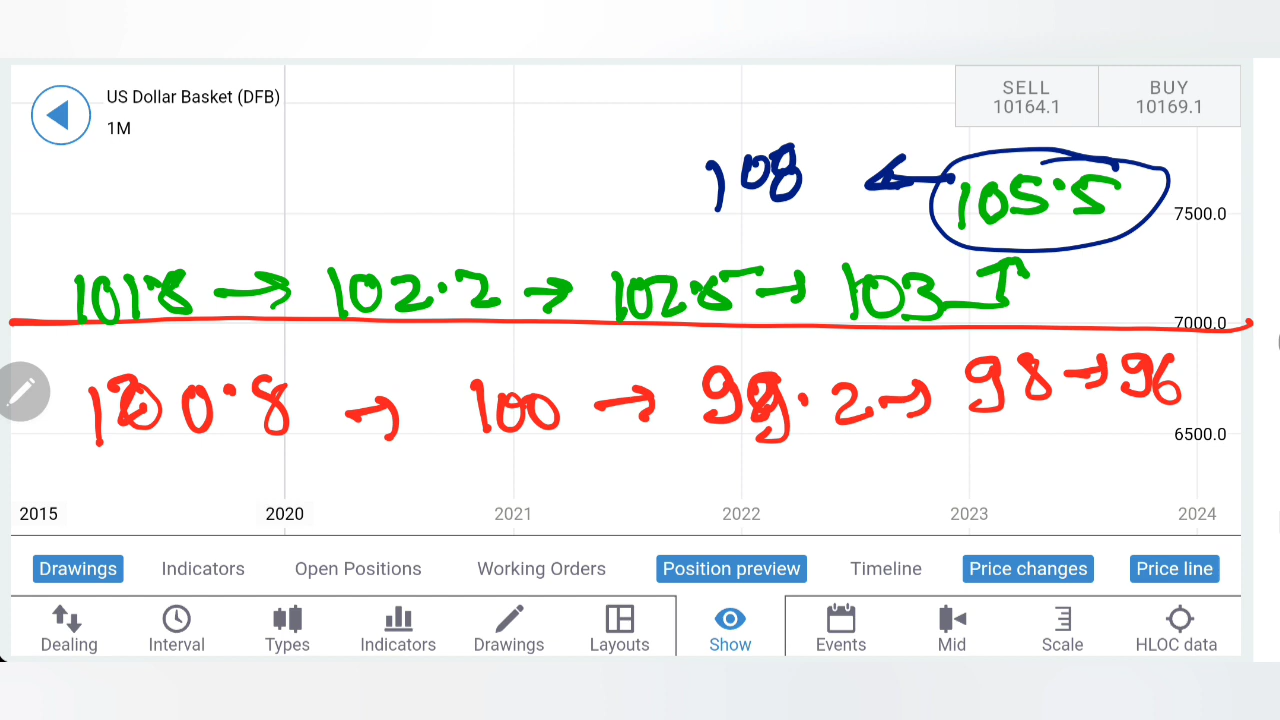 US Dollar Basket (DFB)
1M
SELL
10164.1
BUY
10169.1
108 ← 105.5
7500.0
101.8 → 102.2 → 102.5 → 103
7000.0
100.8 → 100 → 99.2 → 98 → 96
6500.0
2015 2020 2021 2022 2023 2024
Drawings Indicators Open Positions Working Orders Position preview Timeline Price changes Price line
Dealing Interval Types Indicators Drawings Layouts Show Events Mid Scale HLOC data